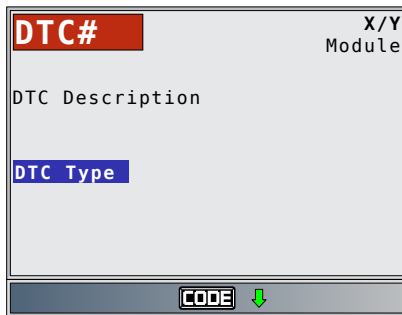 DTC#
X/Y
Module
DTC Description
DTC Type
CODE